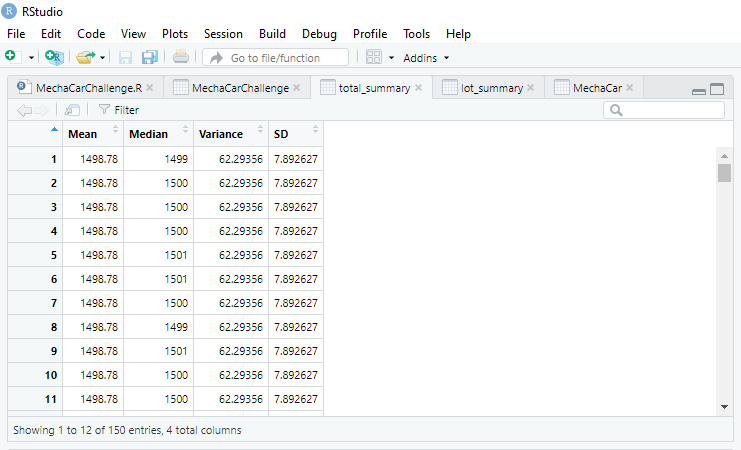 RStudio
File Edit Code View Plots Session Build Debug Profile Tools Help
Go to file/function Addins
MechaCarChallenge.R MechaCarChallenge total_summary lot_summary MechaCar
Filter
Mean Median Variance SD
1 1498.78 1499 62.29356 7.892627
2 1498.78 1500 62.29356 7.892627
3 1498.78 1500 62.29356 7.892627
4 1498.78 1500 62.29356 7.892627
5 1498.78 1501 62.29356 7.892627
6 1498.78 1501 62.29356 7.892627
7 1498.78 1500 62.29356 7.892627
8 1498.78 1499 62.29356 7.892627
9 1498.78 1501 62.29356 7.892627
10 1498.78 1500 62.29356 7.892627
11 1498.78 1500 62.29356 7.892627
Showing 1 to 12 of 150 entries, 4 total columns